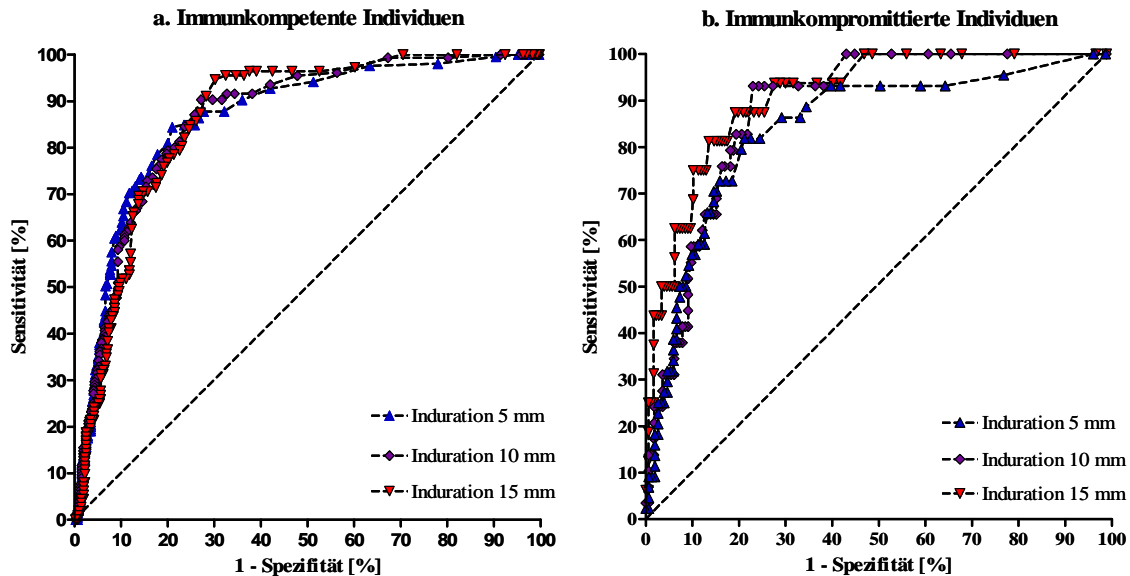 a. Immunkompetente Individuen
100
90
80
70
60
50
40
30
20
10
0
Sensitivität [%]
Induration 5 mm
Induration 10 mm
Induration 15 mm
0 10 20 30 40 50 60 70 80 90 100
1 - Spezifität [%]
b. Immunkompromittierte Individuen
100
90
80
70
60
50
40
30
20
10
0
Sensitivität [%]
Induration 5 mm
Induration 10 mm
Induration 15 mm
0 10 20 30 40 50 60 70 80 90 100
1 - Spezifität [%]